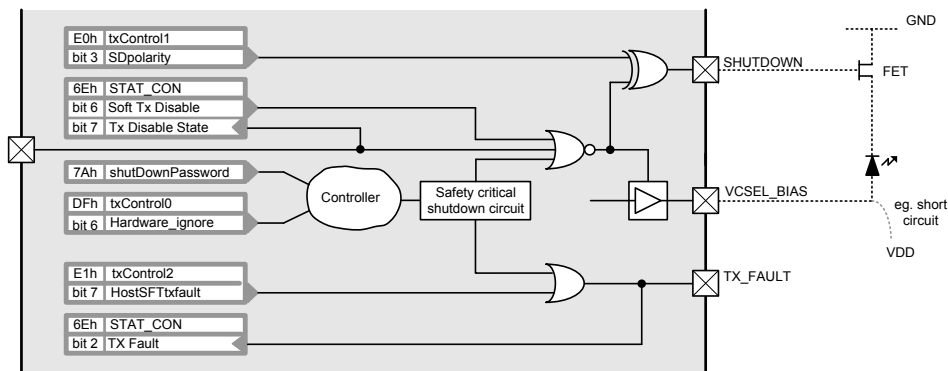 E0h txControl1
bit 3 SDpolarity
6Eh STAT_CON
bit 6 Soft Tx Disable
bit 7 Tx Disable State
7Ah shutDownPassword
DFh txControl0
bit 6 Hardware_ignore
E1h txControl2
bit 7 HostSFTtxfault
6Eh STAT_CON
bit 2 TX Fault
Controller
Safety critical
shutdown circuit
SHUTDOWN
VCSEL_BIAS
TX_FAULT
GND
FET
eg. short
circuit
VDD